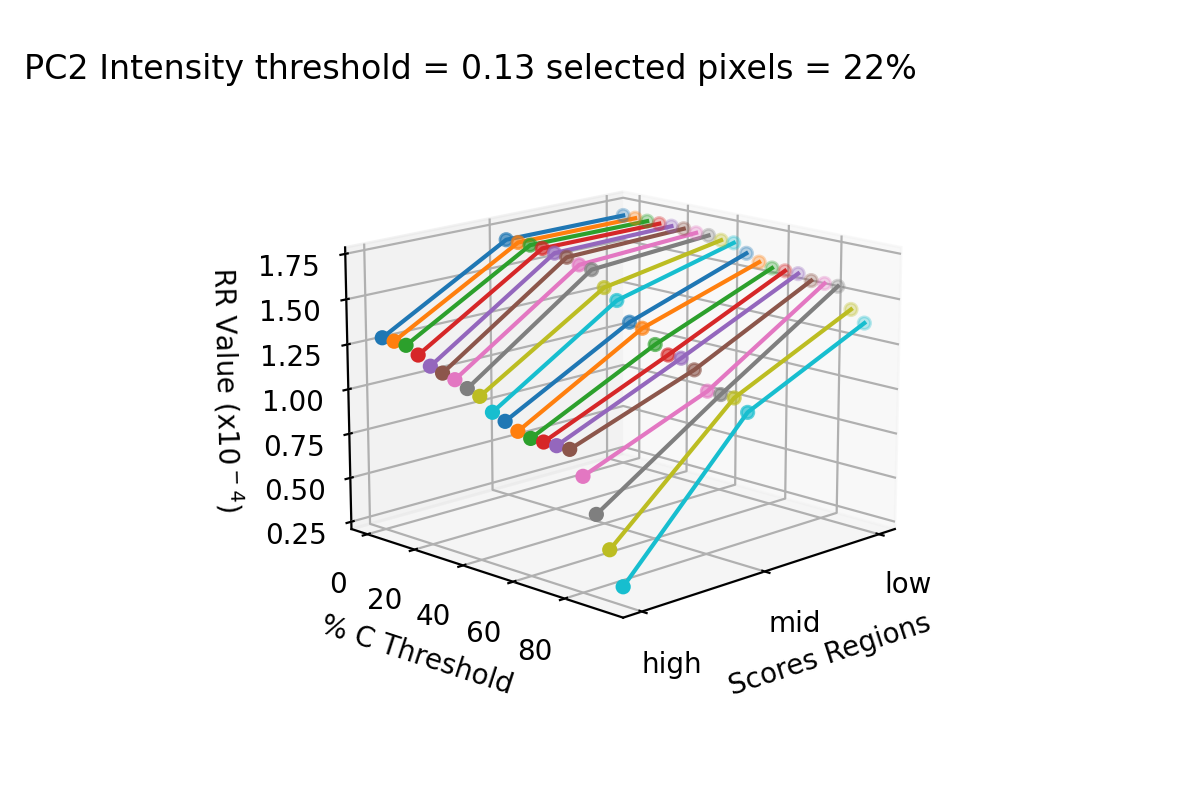 PC2 Intensity threshold = 0.13 selected pixels = 22%
RR Value (x10⁻⁴)
1.75
1.50
1.25
1.00
0.75
0.50
0.25
0
20
40
60
80
% C Threshold
high
mid
low
Scores Regions